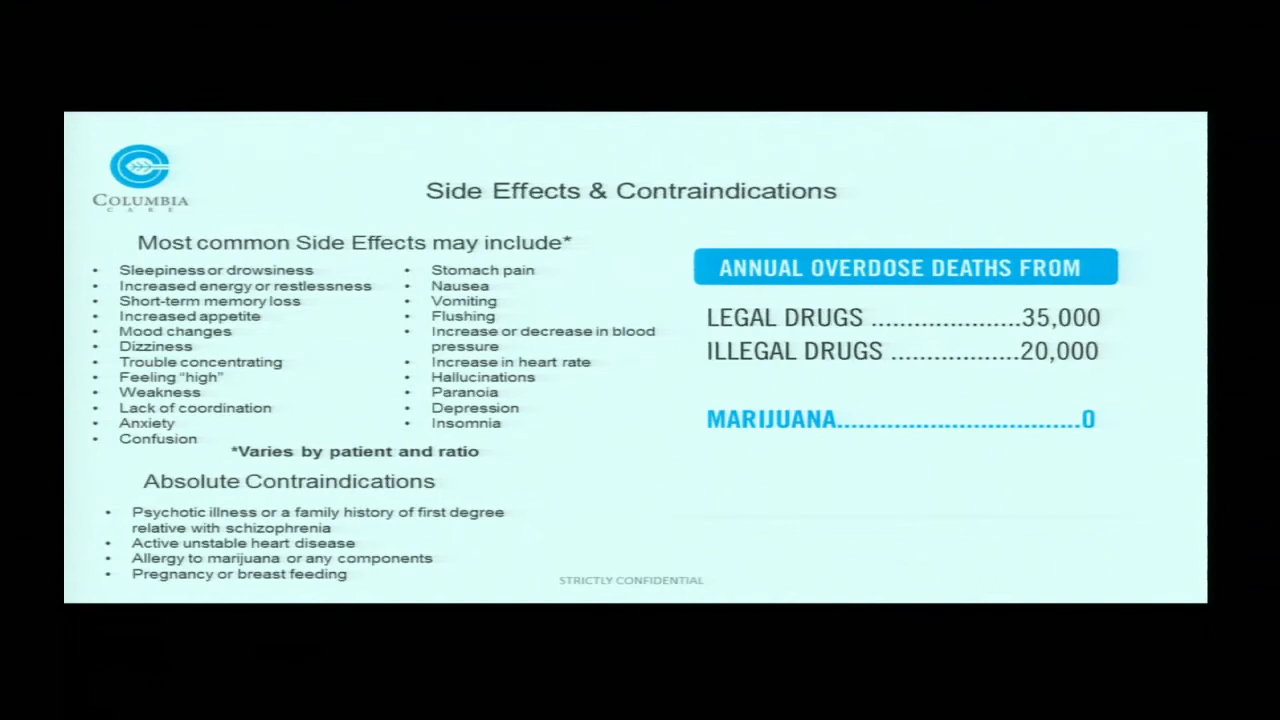 COLUMBIA
CARE
Side Effects & Contraindications
Most common Side Effects may include*
• Sleepiness or drowsiness
• Increased energy or restlessness
• Short-term memory loss
• Increased appetite
• Mood changes
• Dizziness
• Trouble concentrating
• Feeling “high”
• Weakness
• Lack of coordination
• Anxiety
• Confusion
• Stomach pain
• Nausea
• Vomiting
• Flushing
• Increase or decrease in blood
pressure
• Increase in heart rate
• Hallucinations
• Paranoia
• Depression
• Insomnia
*Varies by patient and ratio
Absolute Contraindications
• Psychotic illness or a family history of first degree
relative with schizophrenia
• Active unstable heart disease
• Allergy to marijuana or any components
• Pregnancy or breast feeding
ANNUAL OVERDOSE DEATHS FROM
LEGAL DRUGS ......................35,000
ILLEGAL DRUGS ...................20,000
MARIJUANA...................................0
STRICTLY CONFIDENTIAL